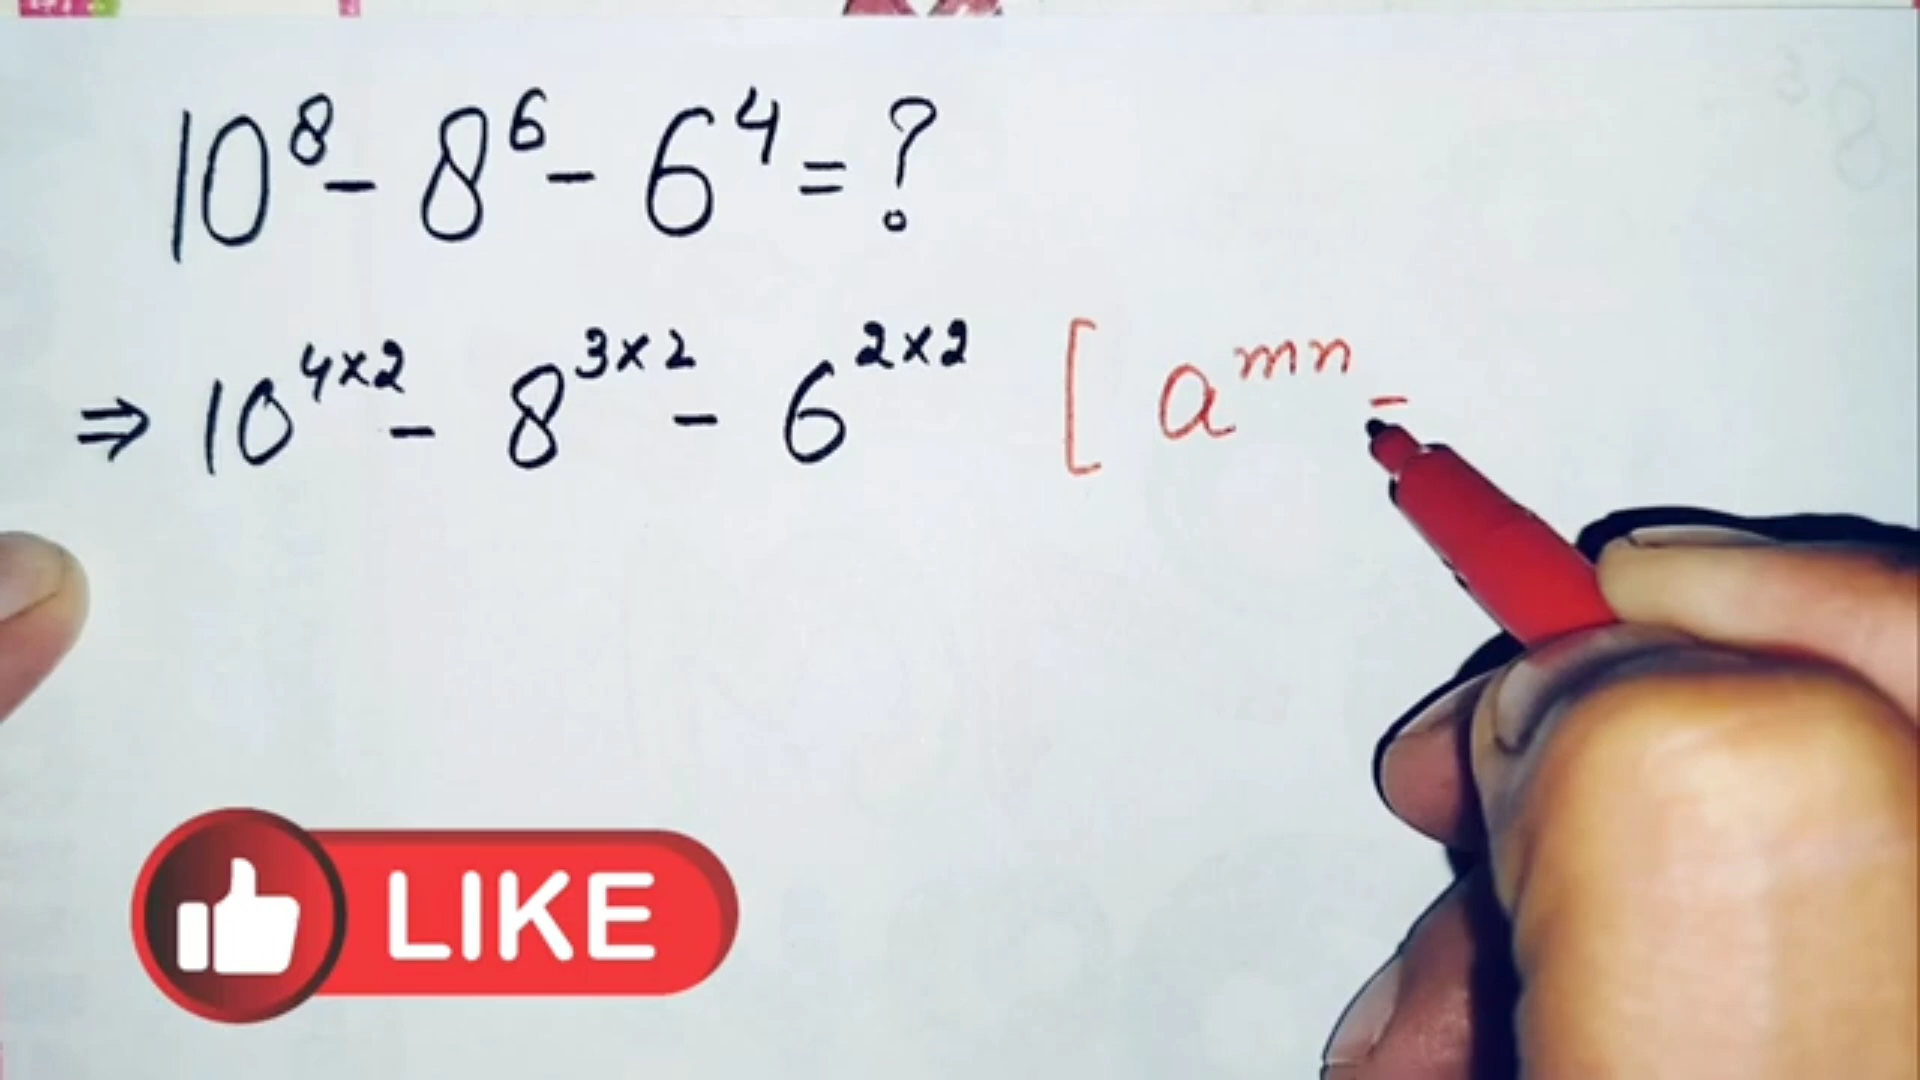 10⁸ - 8⁶ - 6⁴ = ?
⇒ 10⁴ˣ² - 8³ˣ² - 6²ˣ² [ aᵐⁿ =
LIKE